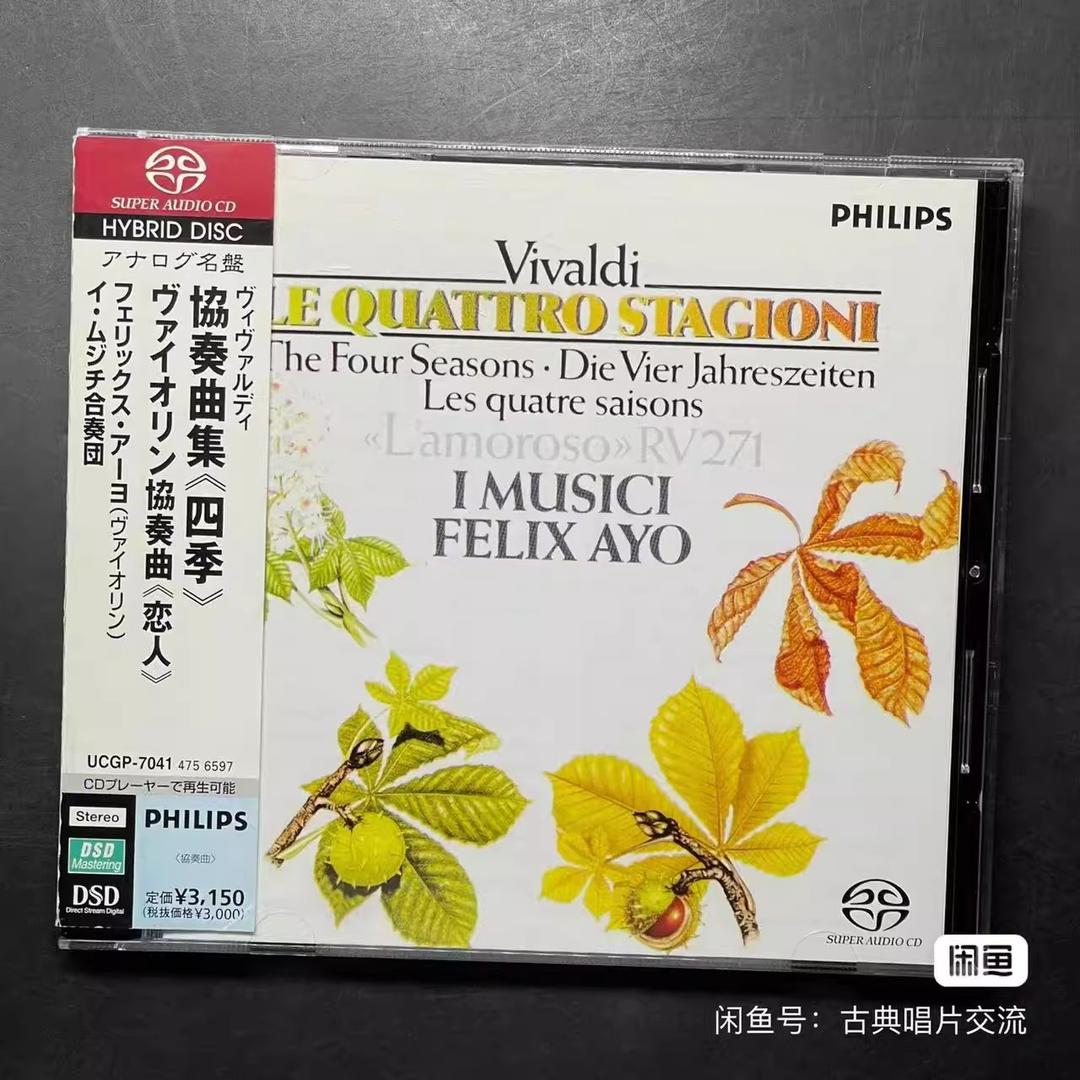 SUPER AUDIO CD
HYBRID DISC
アナログ名盤
ヴィヴァルディ
協奏曲集《四季》
ヴァイオリン協奏曲《恋人》
フェリックス・アーヨ(ヴァイオリン)
イ・ムジチ合奏団
UCGP-7041 475 6597
CDプレーヤーで再生可能
Stereo
DSD
Mastering
DSD
Direct Stream Digital
PHILIPS
〈協奏曲〉
定価¥3,150
(税抜価格¥3,000)
PHILIPS
Vivaldi
LE QUATTRO STAGIONI
The Four Seasons · Die Vier Jahreszeiten
Les quatre saisons
«L'amoroso» RV 271
I MUSICI
FELIX AYO
SUPER AUDIO CD
闲鱼
闲鱼号：古典唱片交流